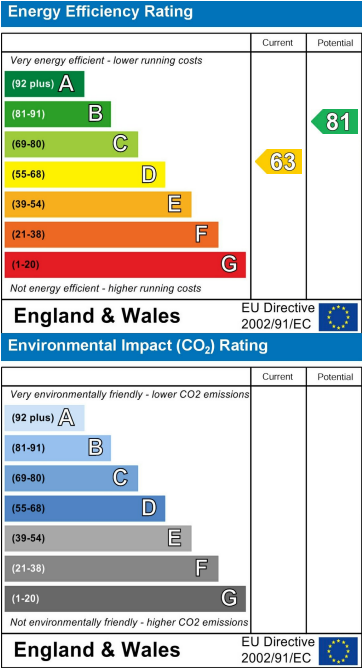 Energy Efficiency Rating
Current Potential
Very energy efficient - lower running costs
(92 plus) A
(81-91) B
81
(69-80) C
63
(55-68) D
(39-54) E
(21-38) F
(1-20) G
Not energy efficient - higher running costs
England & Wales
EU Directive
2002/91/EC
Environmental Impact (CO₂) Rating
Current Potential
Very environmentally friendly - lower CO2 emissions
(92 plus) A
(81-91) B
(69-80) C
(55-68) D
(39-54) E
(21-38) F
(1-20) G
Not environmentally friendly - higher CO2 emissions
England & Wales
EU Directive
2002/91/EC